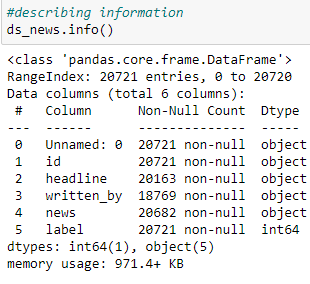 #describing information
ds_news.info()
<class 'pandas.core.frame.DataFrame'>
RangeIndex: 20721 entries, 0 to 20720
Data columns (total 6 columns):
 #   Column      Non-Null Count  Dtype
---  ------      --------------  -----
 0   Unnamed: 0  20721 non-null  object
 1   id          20721 non-null  object
 2   headline    20163 non-null  object
 3   written_by  18769 non-null  object
 4   news        20682 non-null  object
 5   label       20721 non-null  int64
dtypes: int64(1), object(5)
memory usage: 971.4+ KB